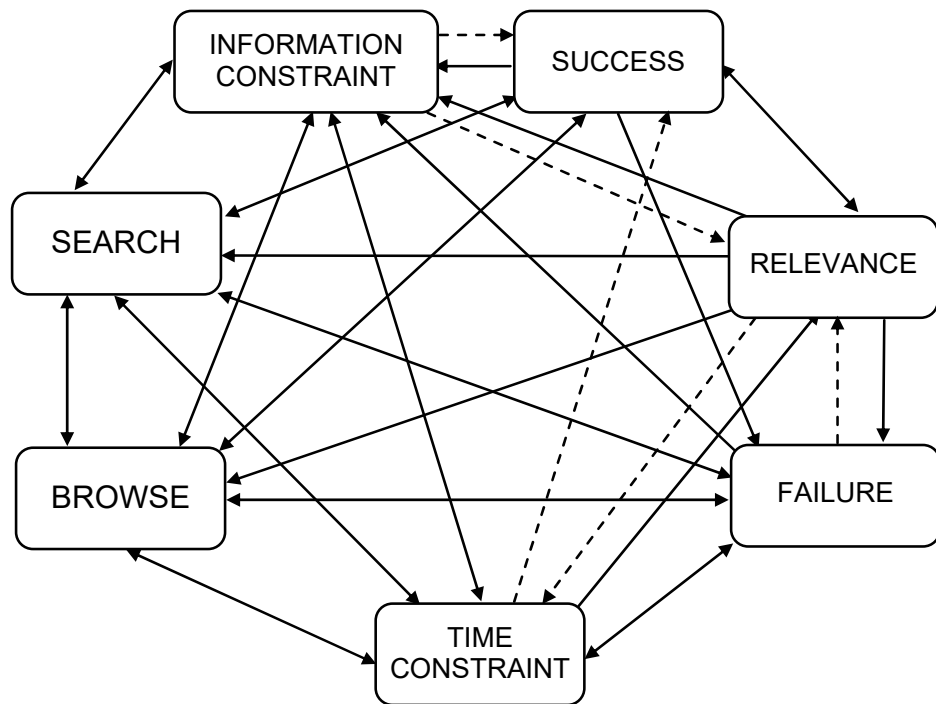 INFORMATION
CONSTRAINT
SUCCESS
SEARCH
RELEVANCE
BROWSE
FAILURE
TIME
CONSTRAINT